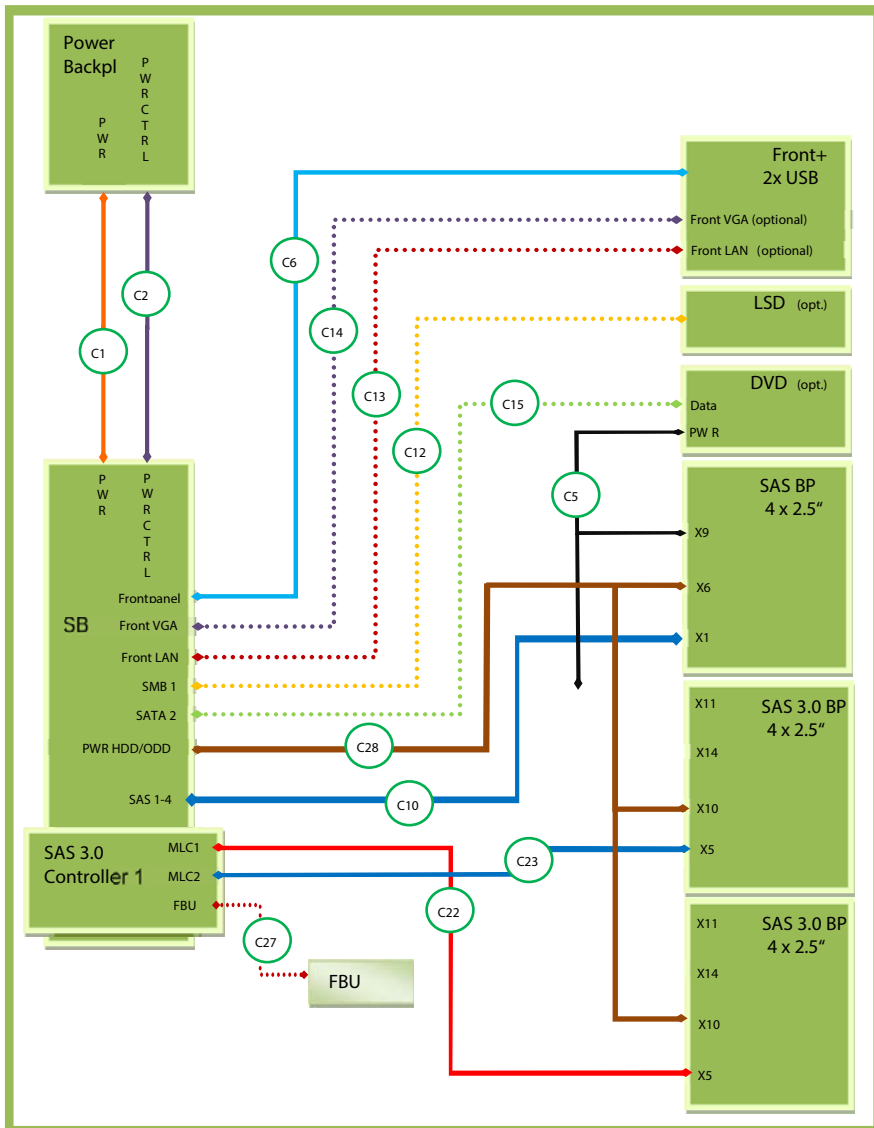 Power
Backpl
PWR
PWRCTRL
Front+
2x USB
Front VGA (optional)
Front LAN (optional)
C6
C2
C14
C1
LSD (opt.)
C13
DVD (opt.)
C15
Data
PW R
C12
C5
SAS BP
4 x 2.5“
X9
X6
X1
PWR
PWRCTRL
SB
Frontpanel
Front VGA
Front LAN
SMB 1
SATA 2
PWR HDD/ODD
SAS 1-4
C28
C10
SAS 3.0 BP
4 x 2.5“
X11
X14
X10
X5
SAS 3.0
Controller 1
MLC1
MLC2
FBU
C23
C22
C27
FBU
SAS 3.0 BP
4 x 2.5“
X11
X14
X10
X5